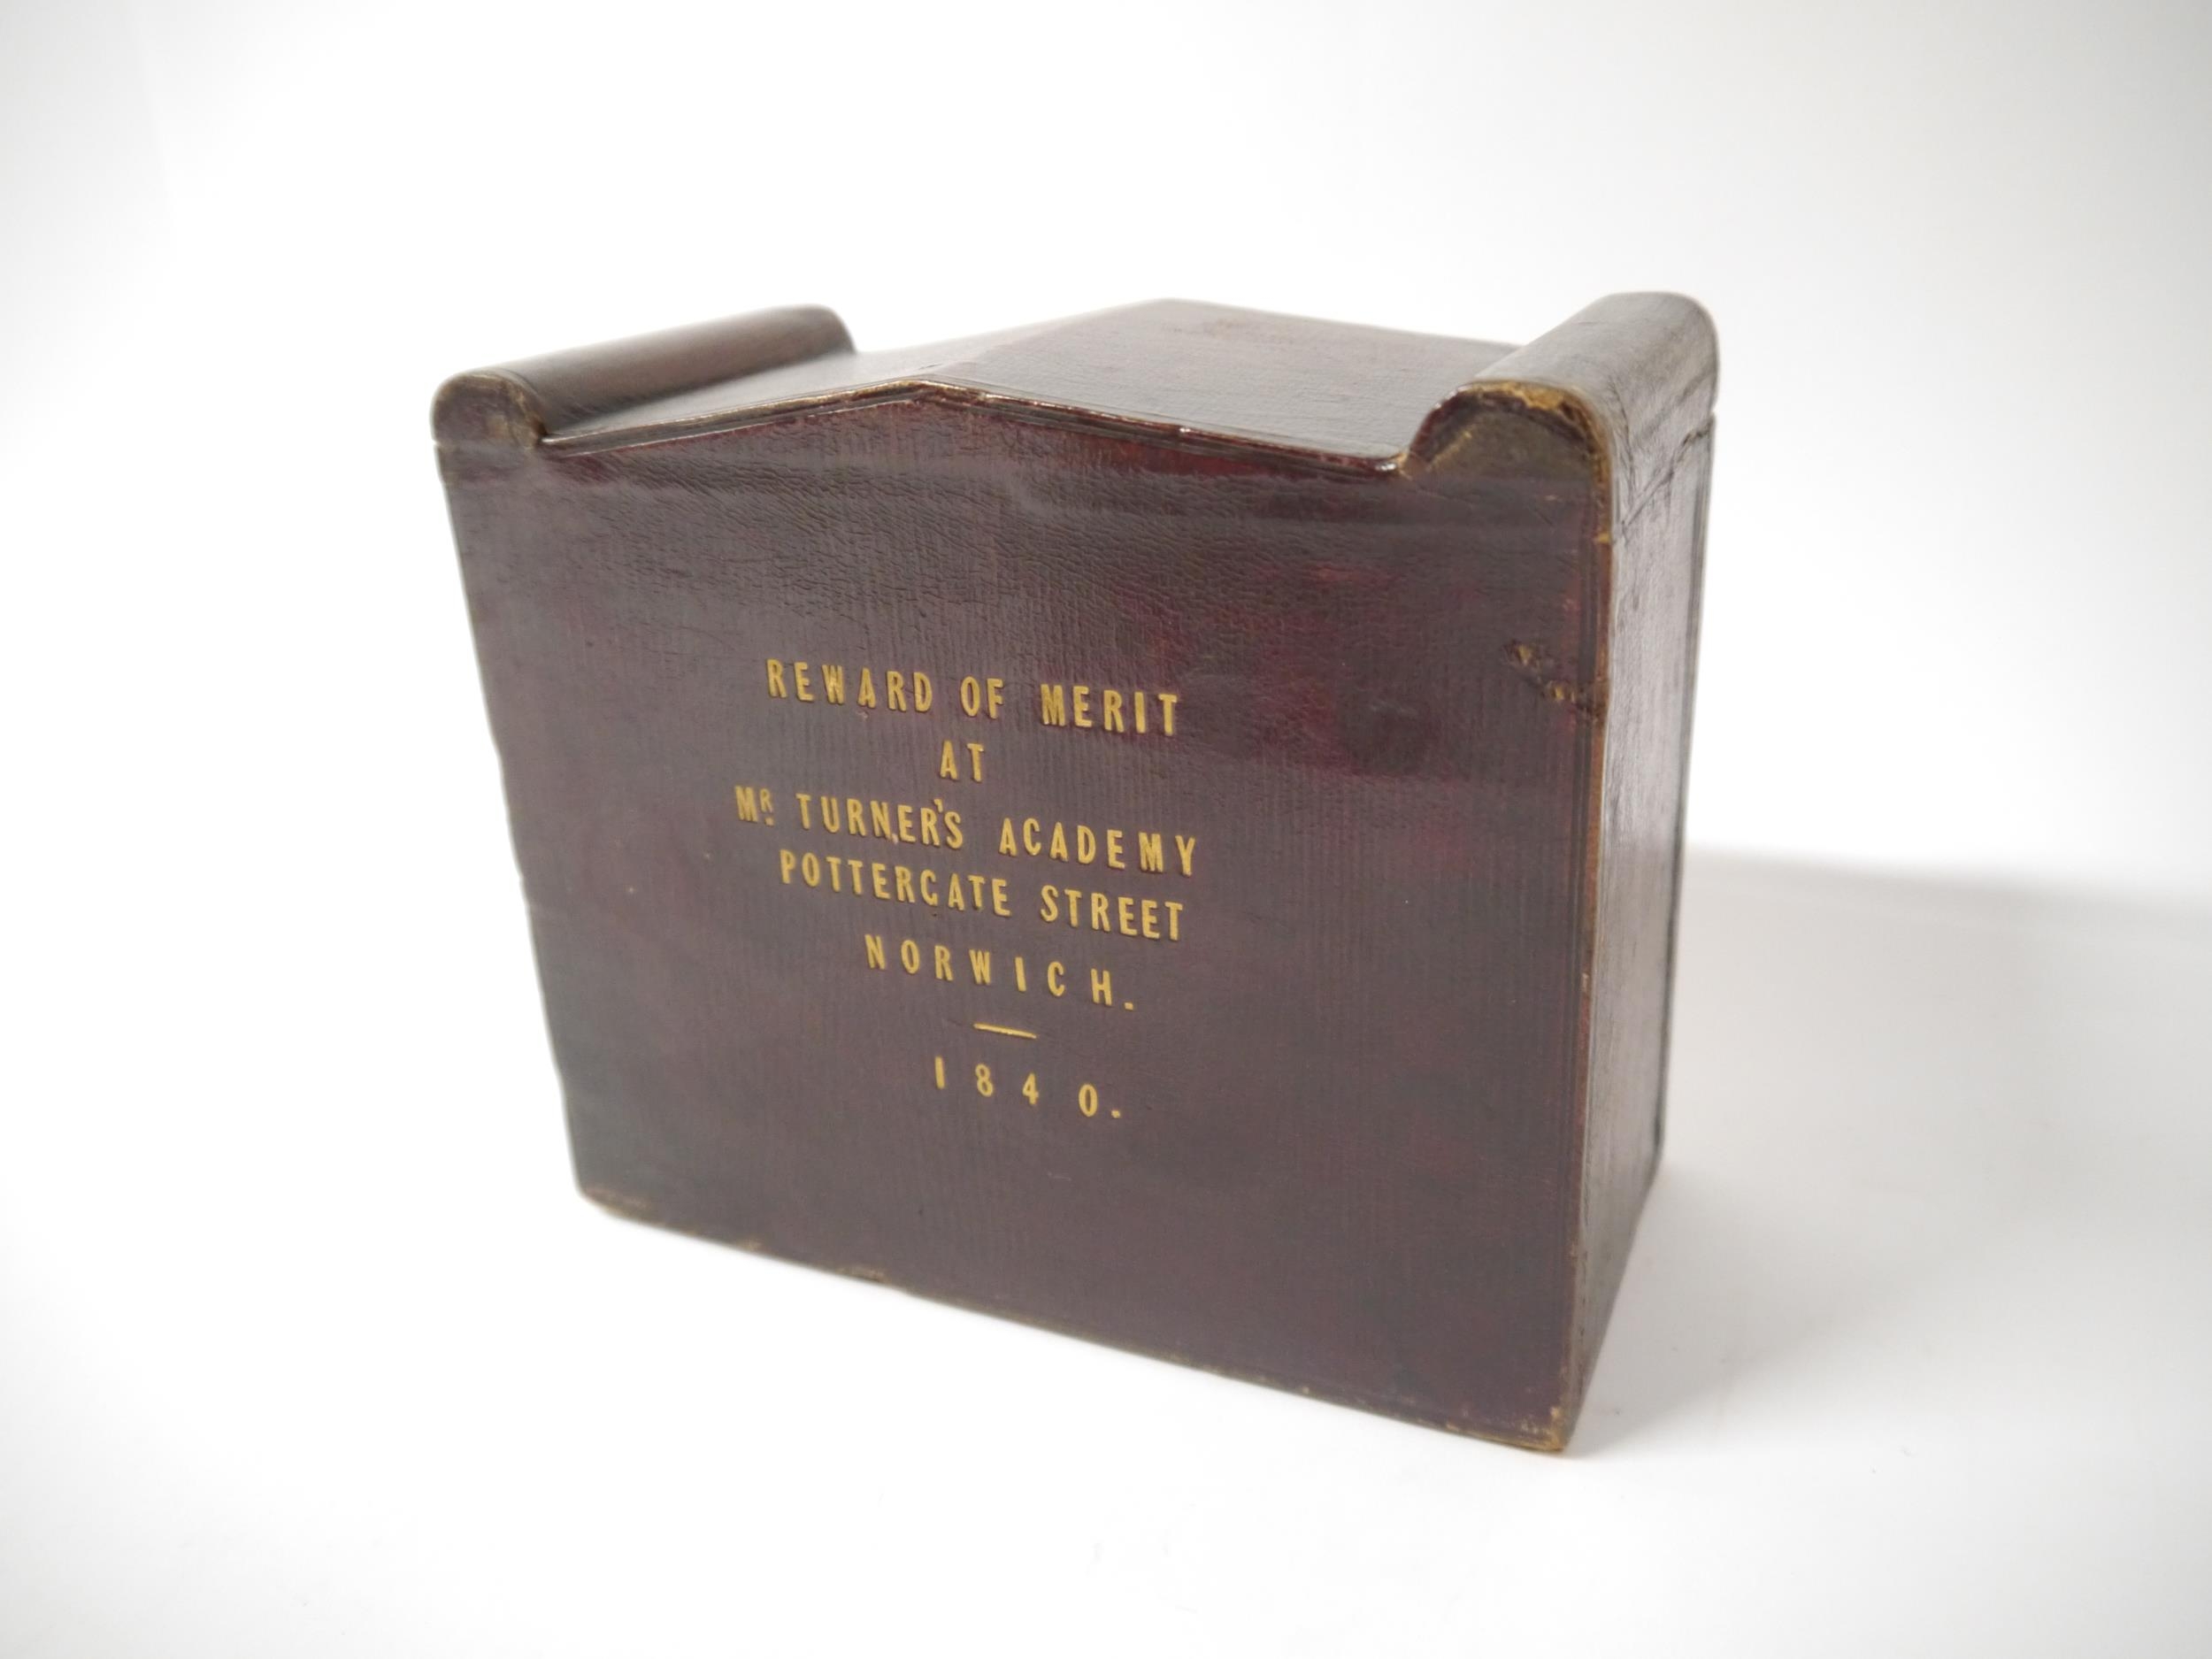 REWARD OF MERIT
AT
MR. TURNER'S ACADEMY
POTTERGATE STREET
NORWICH.
—
1840.